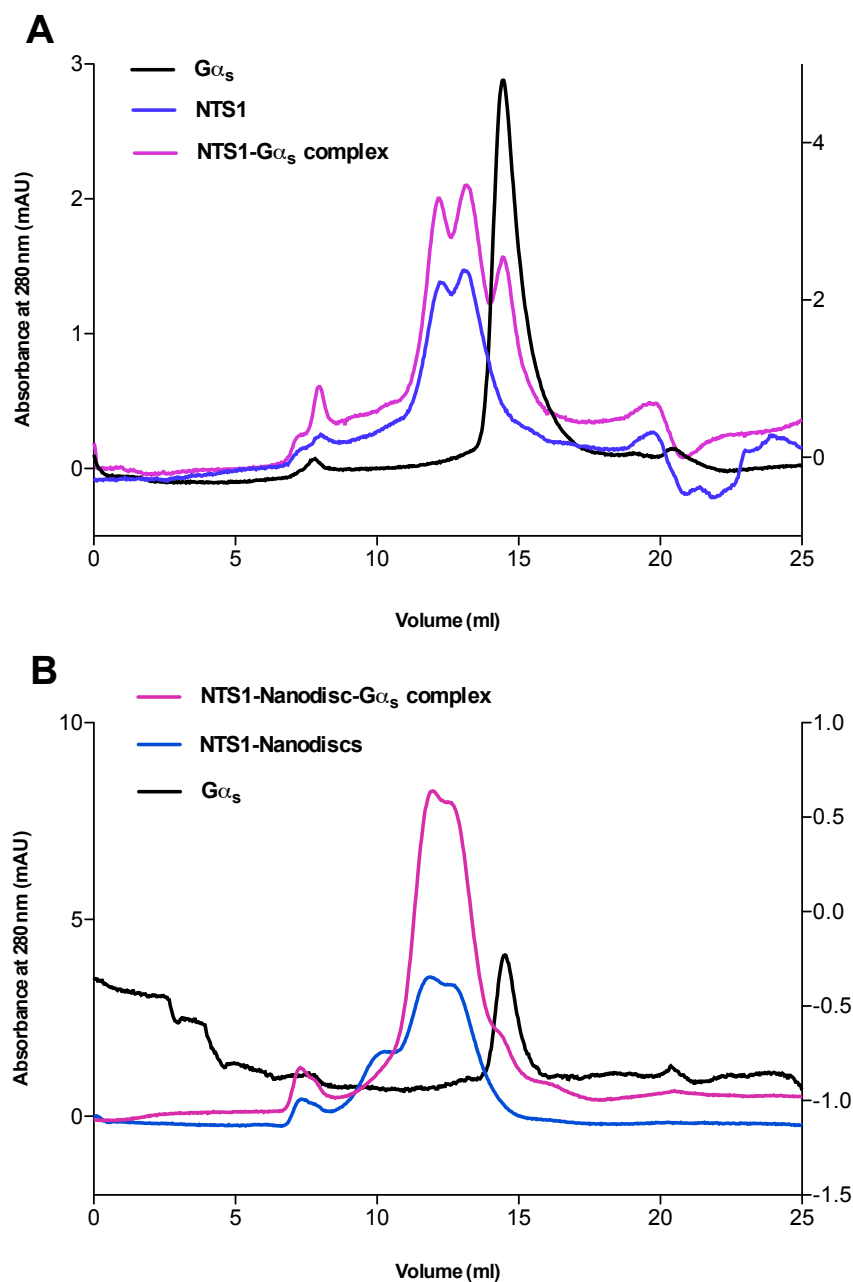 A
Gαs
NTS1
NTS1-Gαs complex
3
2
1
0
4
2
0
Absorbance at 280 nm (mAU)
0 5 10 15 20 25
Volume (ml)
B
NTS1-Nanodisc-Gαs complex
NTS1-Nanodiscs
Gαs
10
5
0
1.0
0.5
0.0
-0.5
-1.0
-1.5
Absorbance at 280 nm (mAU)
0 5 10 15 20 25
Volume (ml)